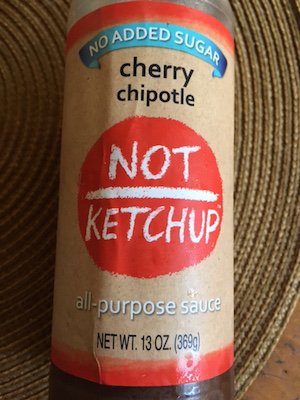 NO ADDED SUGAR
cherry
chipotle
NOT
KETCHUP
all-purpose sauce
NET WT. 13 OZ. (369g)